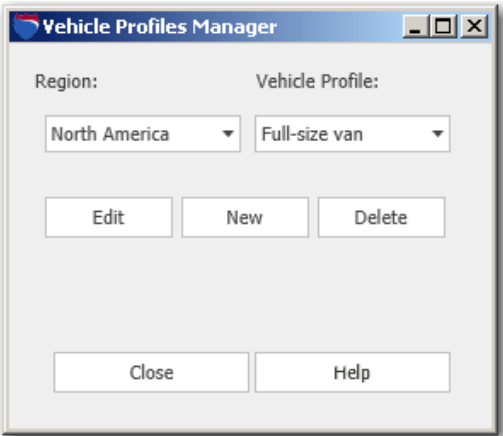 Vehicle Profiles Manager
Region: Vehicle Profile:
North America Full-size van
Edit New Delete
Close Help